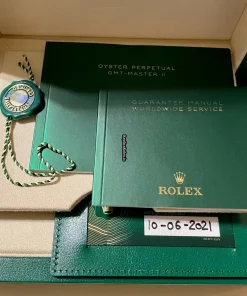 OYSTER PERPETUAL
GMT-MASTER II
GUARANTEE MANUAL
WORLDWIDE SERVICE
ROLEX
10-06-2021